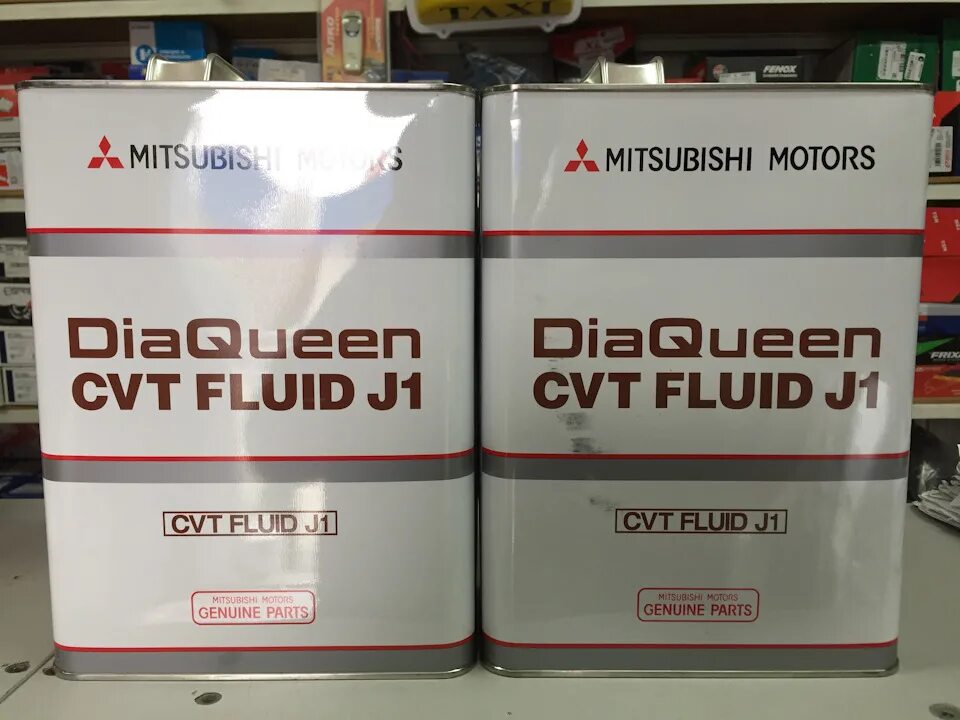 TAXI
FENOX
MITSUBISHI MOTORS
DiaQueen
CVT FLUID J1
CVT FLUID J1
MITSUBISHI MOTORS
GENUINE PARTS
MITSUBISHI MOTORS
DiaQueen
CVT FLUID J1
CVT FLUID J1
MITSUBISHI MOTORS
GENUINE PARTS